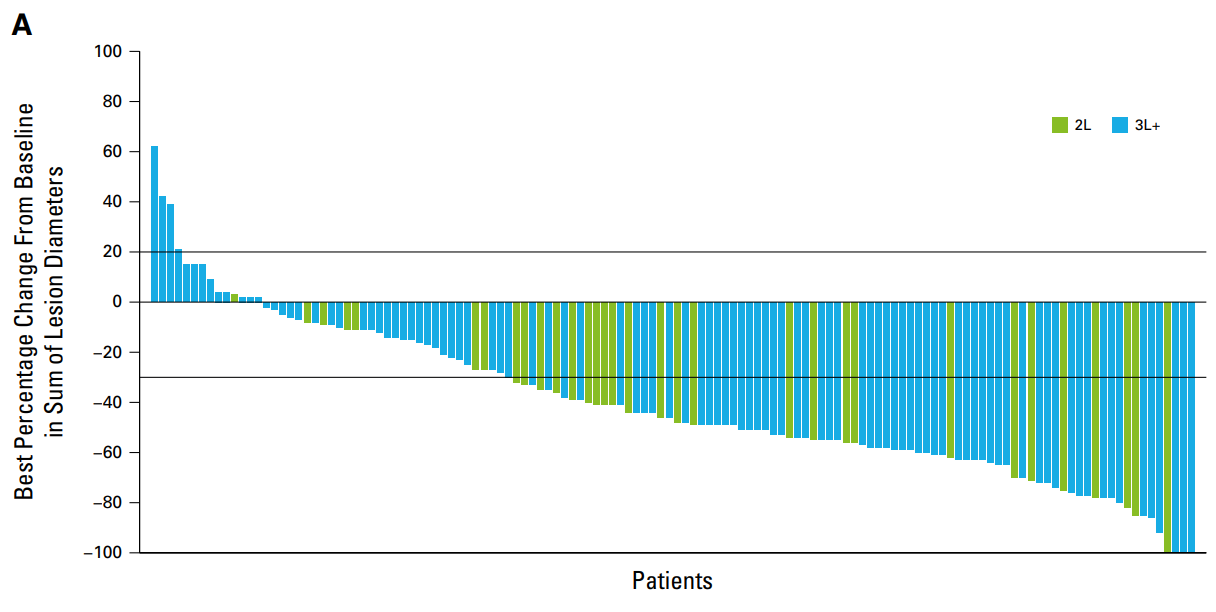 A
Best Percentage Change From Baseline
in Sum of Lesion Diameters
100
80
60
40
20
0
–20
–40
–60
–80
–100
2L
3L+
Patients